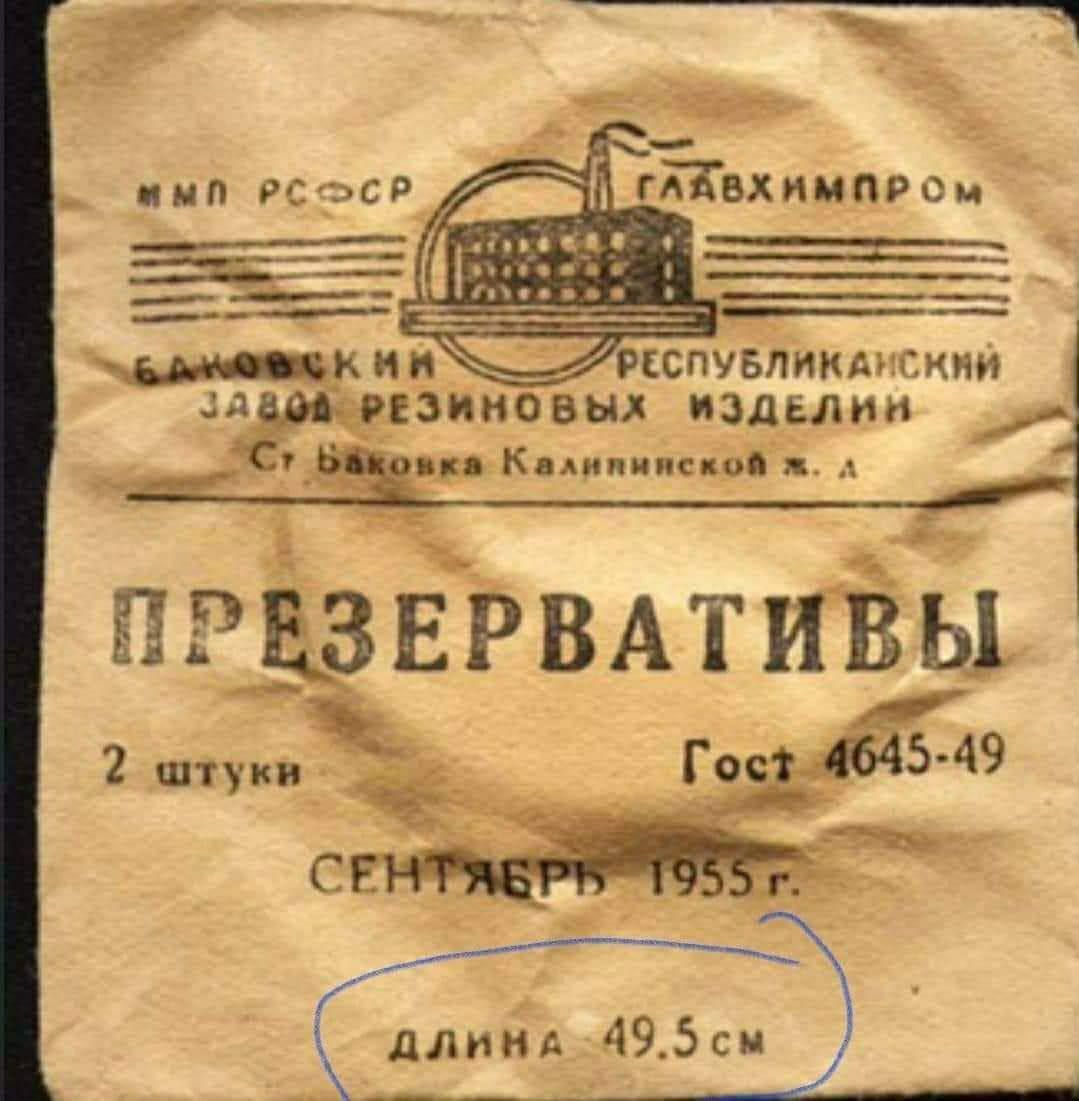 ММП РСФСР ГЛАВХИМПРОМ
БАКОВСКИЙ РЕСПУБЛИКАНСКИЙ
ЗАВОД РЕЗИНОВЫХ ИЗДЕЛИЙ
Ст Баковка Калининской ж. д
ПРЕЗЕРВАТИВЫ
2 штуки Гост 4645-49
СЕНТЯБРЬ 1955 г.
ДЛИНА 49.5 см